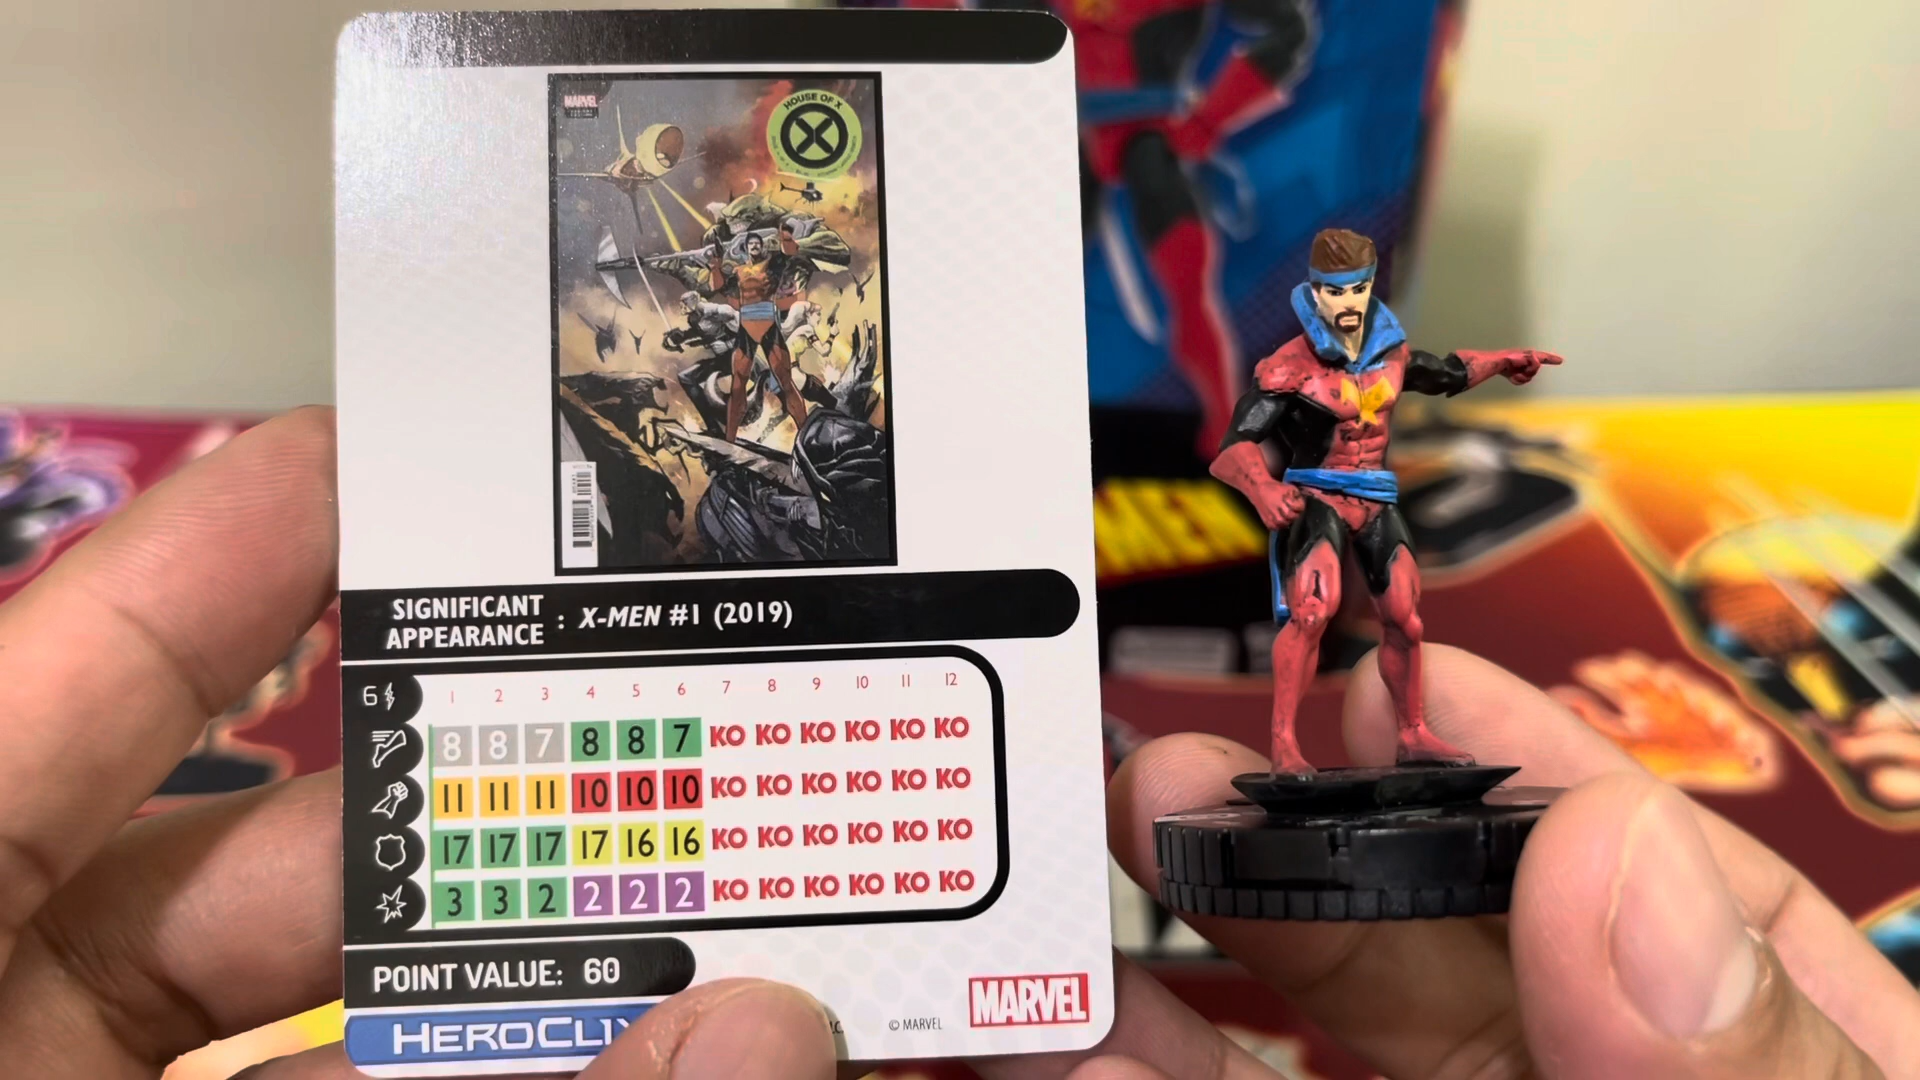 MARVEL
HOUSE OF X
X
SIGNIFICANT
APPEARANCE : X-MEN #1 (2019)
6 1 2 3 4 5 6 7 8 9 10 11 12
8 8 7 8 8 7 KO KO KO KO KO KO
11 11 11 10 10 10 KO KO KO KO KO KO
17 17 17 17 16 16 KO KO KO KO KO KO
3 3 2 2 2 2 KO KO KO KO KO KO
POINT VALUE: 60
HEROCLI
© MARVEL
MARVEL
MEN